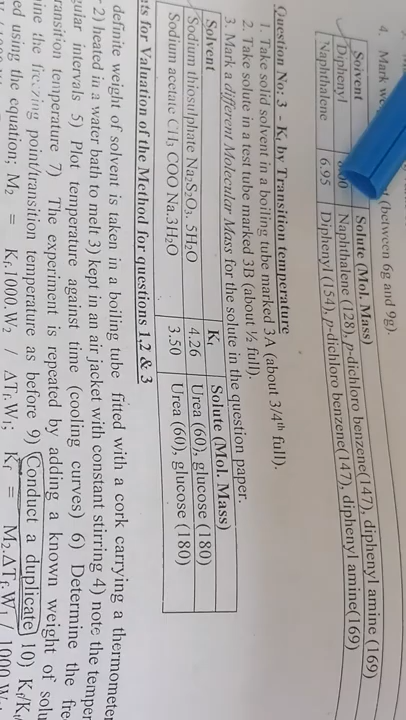 4. Mark (between 6g and 9g).
Solvent Solute (Mol. Mass)
Diphenyl Naphthalene (128), p-dichloro benzene(147), diphenyl amine (169)
Naphthalene 6.95 Diphenyl (154), p-dichloro benzene(147), diphenyl amine(169)
Question No: 3 - Kf by Transition temperature
1. Take solid solvent in a boiling tube marked 3A (about 3/4th full).
2. Take solute in a test tube marked 3B (about ½ full).
3. Mark a different Molecular Mass for the solute in the question paper.
Solvent Kf Solute (Mol. Mass)
Sodium thiosulphate Na2S2O3. 5H2O 4.26 Urea (60), glucose (180)
Sodium acetate CH3 COO Na.3H2O 3.50 Urea (60), glucose (180)
ts for Valuation of the Method for questions 1,2 & 3
definite weight of solvent is taken in a boiling tube fitted with a cork carrying a thermometer
2) heated in a water bath to melt 3) kept in an air jacket with constant stirring 4) note the temper
gular intervals 5) Plot temperature against time (cooling curves) 6) Determine the fre
ransition temperature 7) The experiment is repeated by adding a known weight of solu
ine the freezing point/transition temperature as before 9) Conduct a duplicate 10) Kf/K
ed using the equation; M2 = Kf.1000.W2 / ΔTf.W1; Kf = M2.ΔTf.W1 / 1000.W